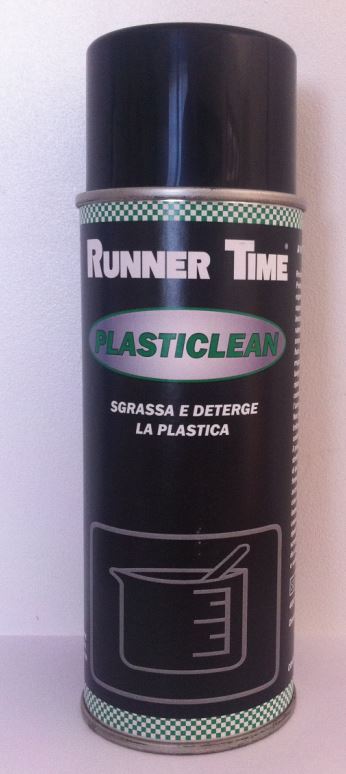 RUNNER TIME®
PLASTICLEAN
SGRASSA E DETERGE
LA PLASTICA